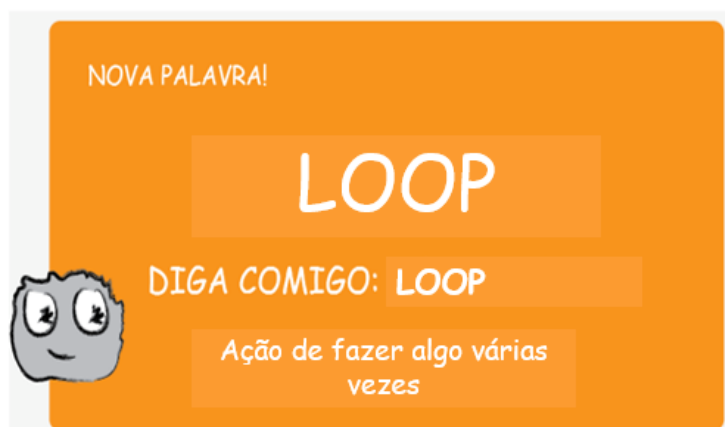 NOVA PALAVRA!
LOOP
DIGA COMIGO: LOOP
Ação de fazer algo várias
vezes